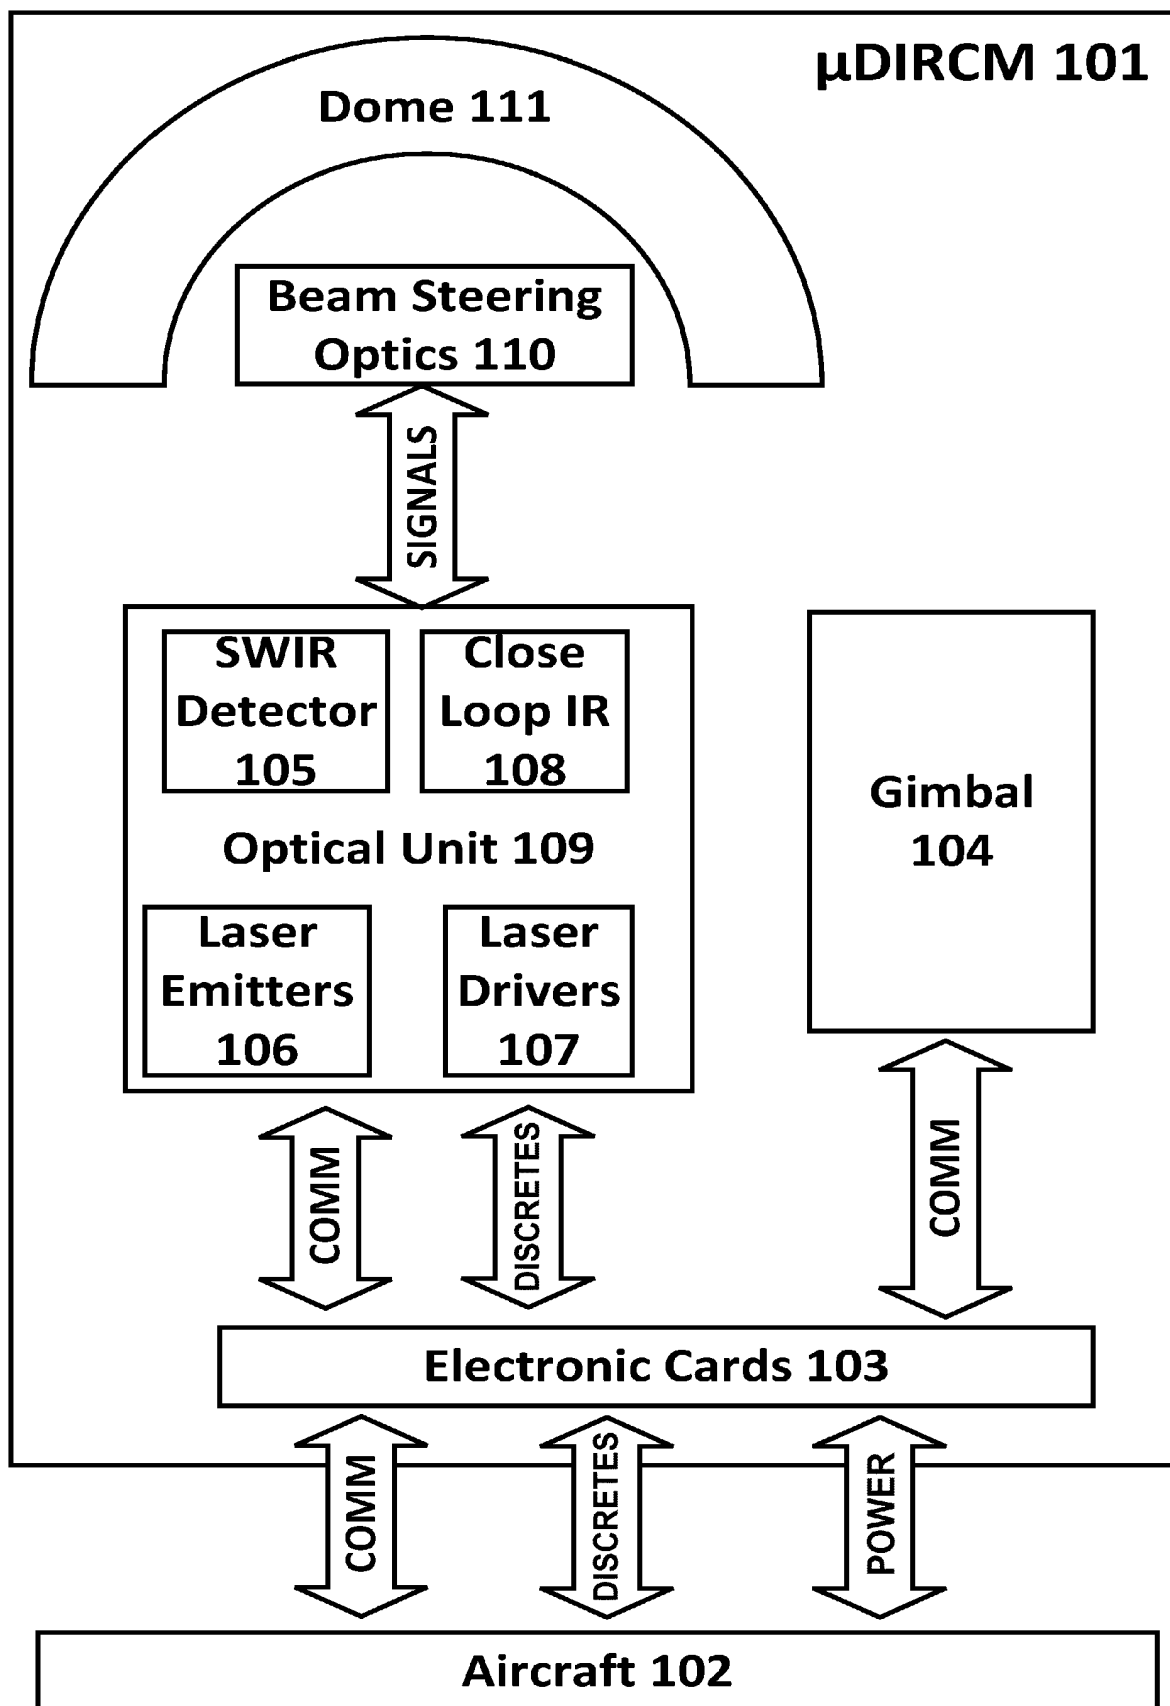 µDIRCM 101
Dome 111
Beam Steering
Optics 110
SIGNALS
SWIR
Detector
105
Close
Loop IR
108
Optical Unit 109
Laser
Emitters
106
Laser
Drivers
107
Gimbal
104
COMM
DISCRETES
COMM
Electronic Cards 103
COMM
DISCRETES
POWER
Aircraft 102